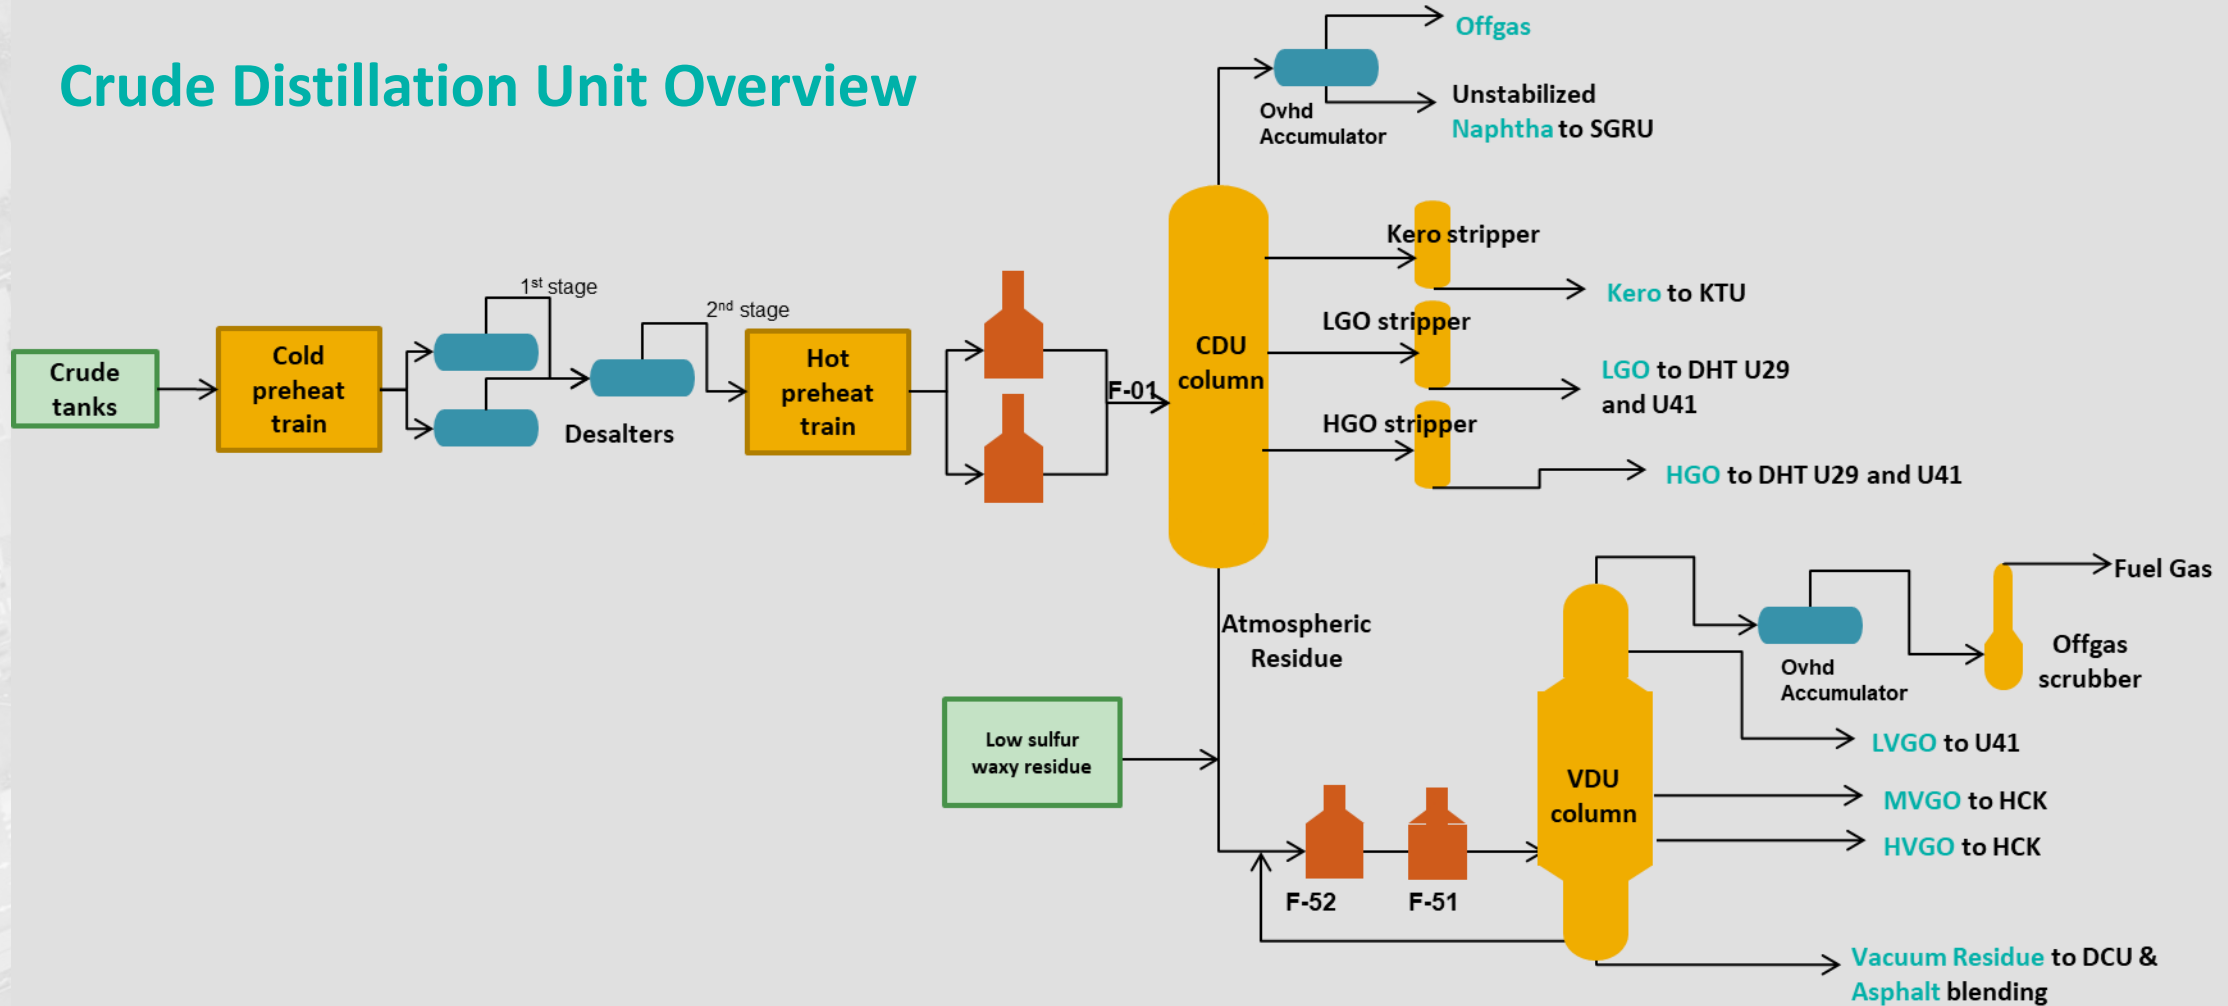 Crude Distillation Unit Overview
Offgas
Unstabilized
Naphtha to SGRU
Ovhd
Accumulator
Kero stripper
Kero to KTU
1st stage
2nd stage
LGO stripper
Crude
tanks
Cold
preheat
train
Desalters
Hot
preheat
train
F-01
CDU
column
LGO to DHT U29
and U41
HGO stripper
HGO to DHT U29 and U41
Fuel Gas
Atmospheric
Residue
Offgas
scrubber
Ovhd
Accumulator
Low sulfur
waxy residue
LVGO to U41
VDU
column
MVGO to HCK
HVGO to HCK
F-52
F-51
Vacuum Residue to DCU &
Asphalt blending